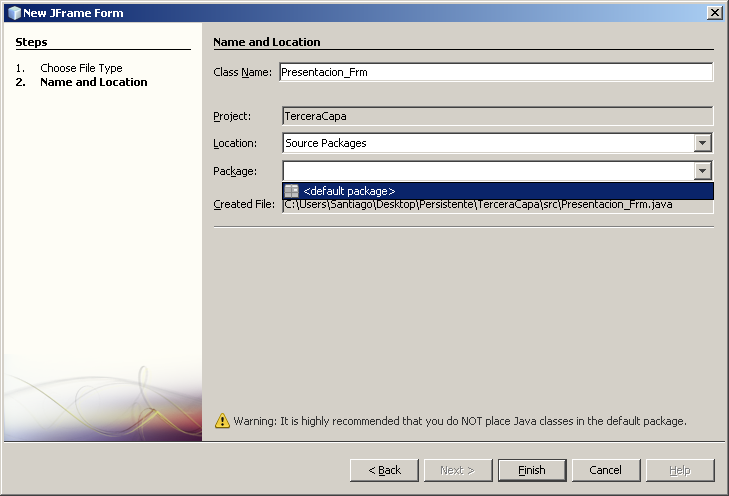 New JFrame Form
Steps
1. Choose File Type
2. Name and Location
Name and Location
Class Name: Presentacion_Frm
Project: TerceraCapa
Location: Source Packages
Package:
<default package>
Created File: C:\Users\Santiago\Desktop\Persistente\TerceraCapa\src\Presentacion_Frm.java
Warning: It is highly recommended that you do NOT place Java classes in the default package.
< Back Next > Finish Cancel Help